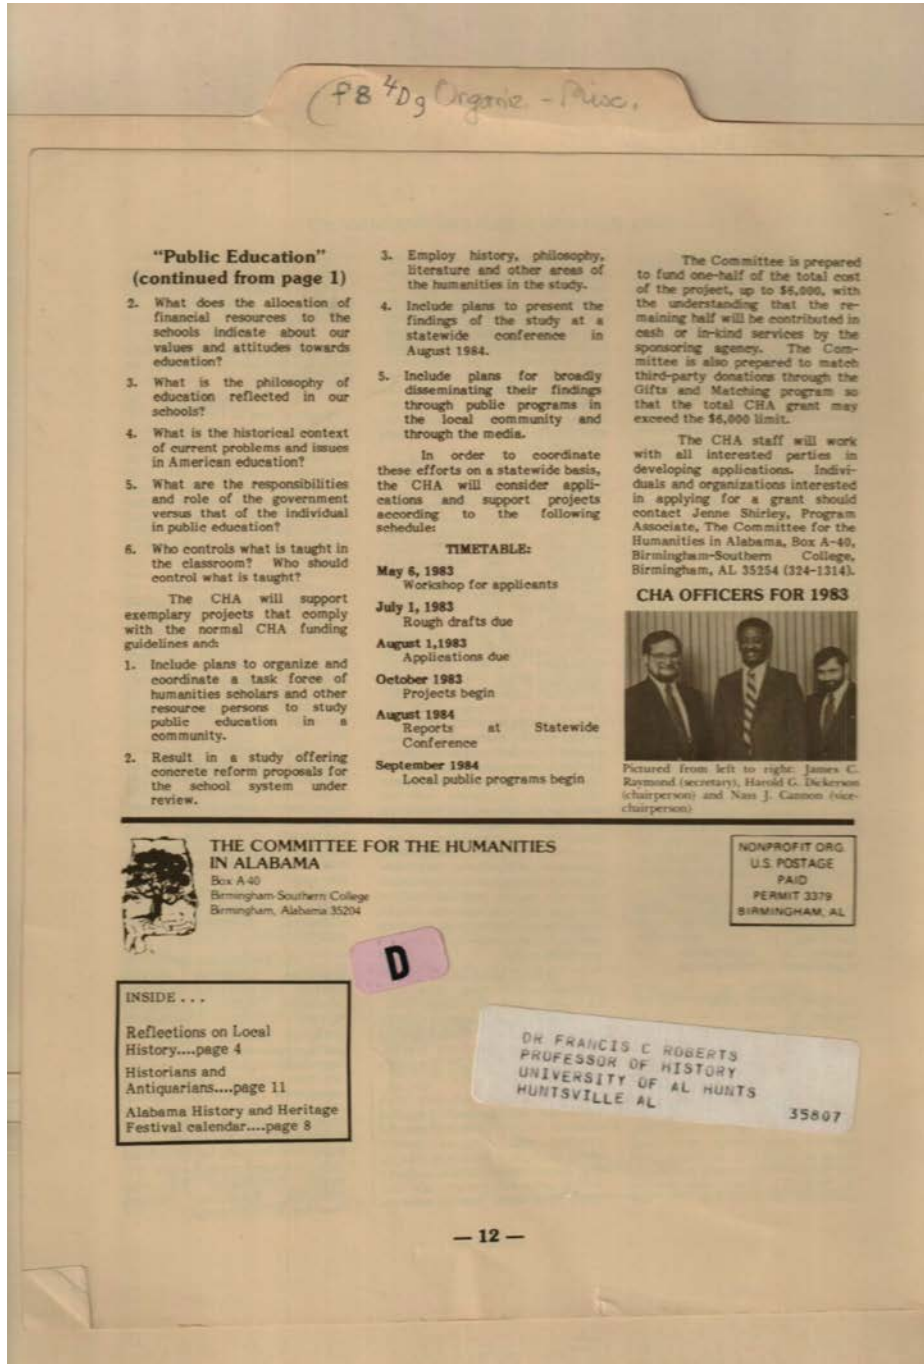 (f8 4Dg Organiz. - Misc.
"Public Education"
(continued from page 1)
2. What does the allocation of
financial resources to the
schools indicate about our
values and attitudes towards
education?
3. What is the philosophy of
education reflected in our
schools?
4. What is the historical context
of current problems and issues
in American education?
5. What are the responsibilities
and role of the government
versus that of the individual
in public education?
6. Who controls what is taught in
the classroom? Who should
control what is taught?
The CHA will support
exemplary projects that comply
with the normal CHA funding
guidelines and:
1. Include plans to organize and
coordinate a task force of
humanities scholars and other
resource persons to study
public education in a
community.
2. Result in a study offering
concrete reform proposals for
the school system under
review.
3. Employ history, philosophy,
literature and other areas of
the humanities in the study.
4. Include plans to present the
findings of the study at a
statewide conference in
August 1984.
5. Include plans for broadly
disseminating their findings
through public programs in
the local community and
through the media.
In order to coordinate
these efforts on a statewide basis,
the CHA will consider appli-
cations and support projects
according to the following
schedule:
TIMETABLE:
May 6, 1983
Workshop for applicants
July 1, 1983
Rough drafts due
August 1,1983
Applications due
October 1983
Projects begin
August 1984
Reports at Statewide
Conference
September 1984
Local public programs begin
The Committee is prepared
to fund one-half of the total cost
of the project, up to $6,000, with
the understanding that the re-
maining half will be contributed in
cash or in-kind services by the
sponsoring agency. The Com-
mittee is also prepared to match
third-party donations through the
Gifts and Matching program so
that the total CHA grant may
exceed the $6,000 limit.
The CHA staff will work
with all interested parties in
developing applications. Indivi-
duals and organizations interested
in applying for a grant should
contact Jenne Shirley, Program
Associate, The Committee for the
Humanities in Alabama, Box A-40,
Birmingham-Southern College,
Birmingham, AL 35254 (324-1314).
CHA OFFICERS FOR 1983
Pictured from left to right: James C.
Raymond (secretary), Harold G. Dickerson
(chairperson) and Nass J. Cannon (vice-
chairperson)
THE COMMITTEE FOR THE HUMANITIES
IN ALABAMA
Box A-40
Birmingham-Southern College
Birmingham, Alabama 35204
NONPROFIT ORG
U.S. POSTAGE
PAID
PERMIT 3379
BIRMINGHAM, AL
D
INSIDE . . .
Reflections on Local
History....page 4
Historians and
Antiquarians....page 11
Alabama History and Heritage
Festival calendar....page 8
DR FRANCIS C ROBERTS
PROFESSOR OF HISTORY
UNIVERSITY OF AL HUNTS
HUNTSVILLE AL
35807
— 12 —